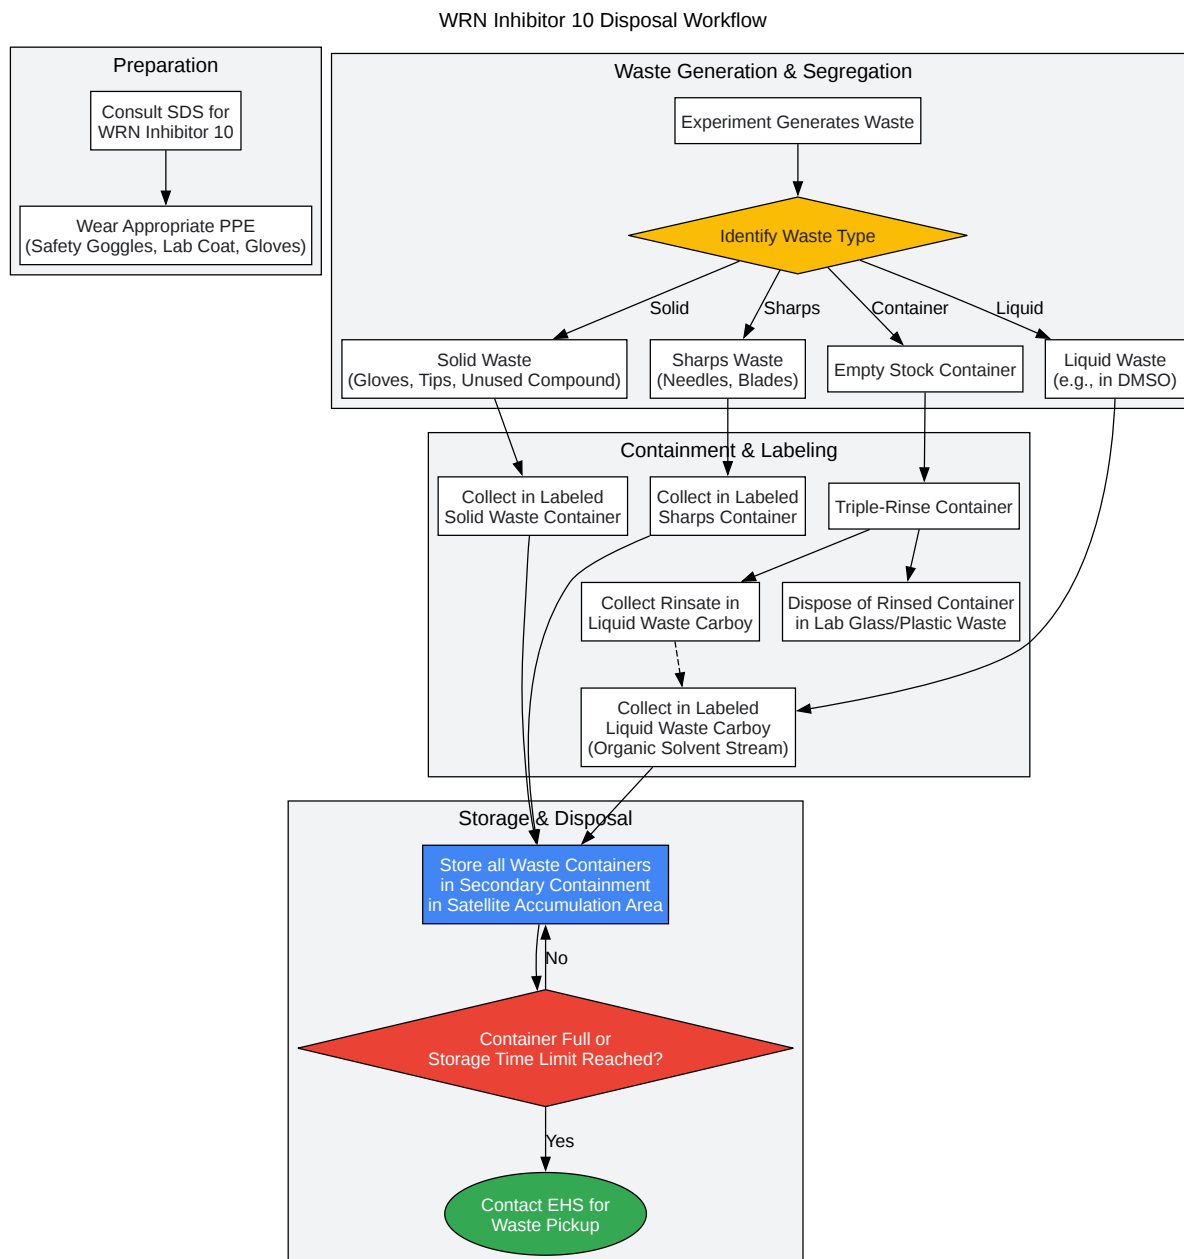 WRN Inhibitor 10 Disposal Workflow
Preparation
Consult SDS for
WRN Inhibitor 10
Wear Appropriate PPE
(Safety Goggles, Lab Coat, Gloves)
Waste Generation & Segregation
Experiment Generates Waste
Identify Waste Type
Solid
Sharps
Container
Liquid
Solid Waste
(Gloves, Tips, Unused Compound)
Sharps Waste
(Needles, Blades)
Empty Stock Container
Liquid Waste
(e.g., in DMSO)
Containment & Labeling
Collect in Labeled
Solid Waste Container
Collect in Labeled
Sharps Container
Triple-Rinse Container
Collect Rinsate in
Liquid Waste Carboy
Dispose of Rinsed Container
in Lab Glass/Plastic Waste
Collect in Labeled
Liquid Waste Carboy
(Organic Solvent Stream)
Storage & Disposal
Store all Waste Containers
in Secondary Containment
in Satellite Accumulation Area
No
Container Full or
Storage Time Limit Reached?
Yes
Contact EHS for
Waste Pickup